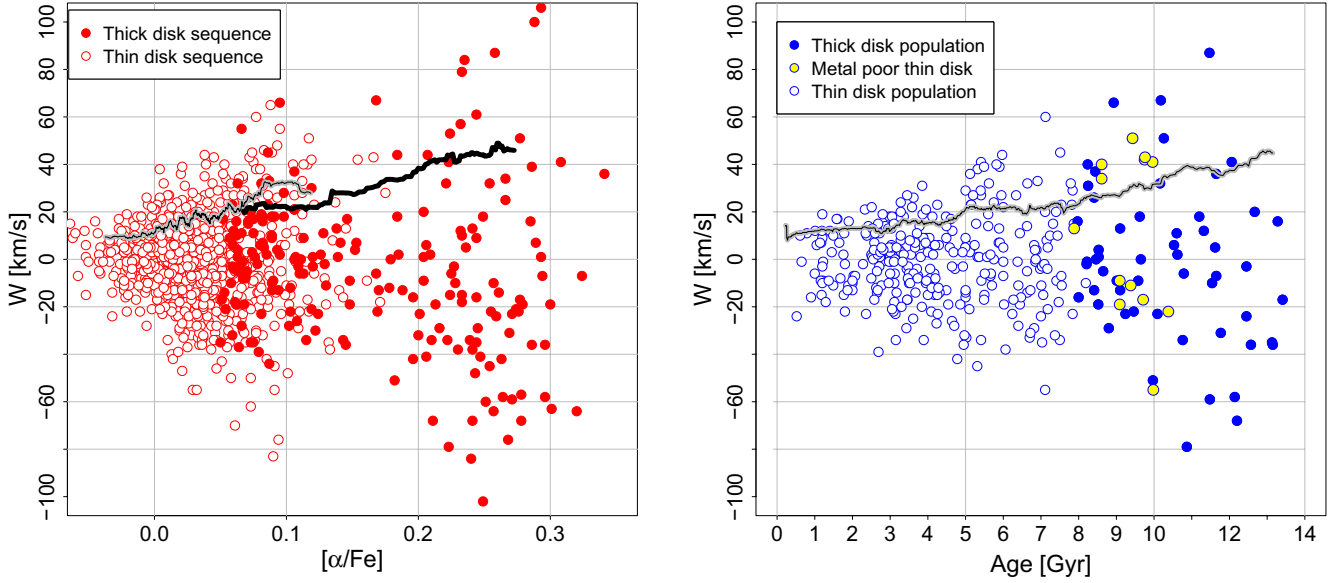 Thick disk sequence
Thin disk sequence
W [km/s]
100
80
60
40
20
0
−20
−60
−100
0.0 0.1 0.2 0.3
[α/Fe]
Thick disk population
Metal poor thin disk
Thin disk population
W [km/s]
100
80
60
40
20
0
−20
−60
−100
0 1 2 3 4 5 6 7 8 9 10 12 14
Age [Gyr]